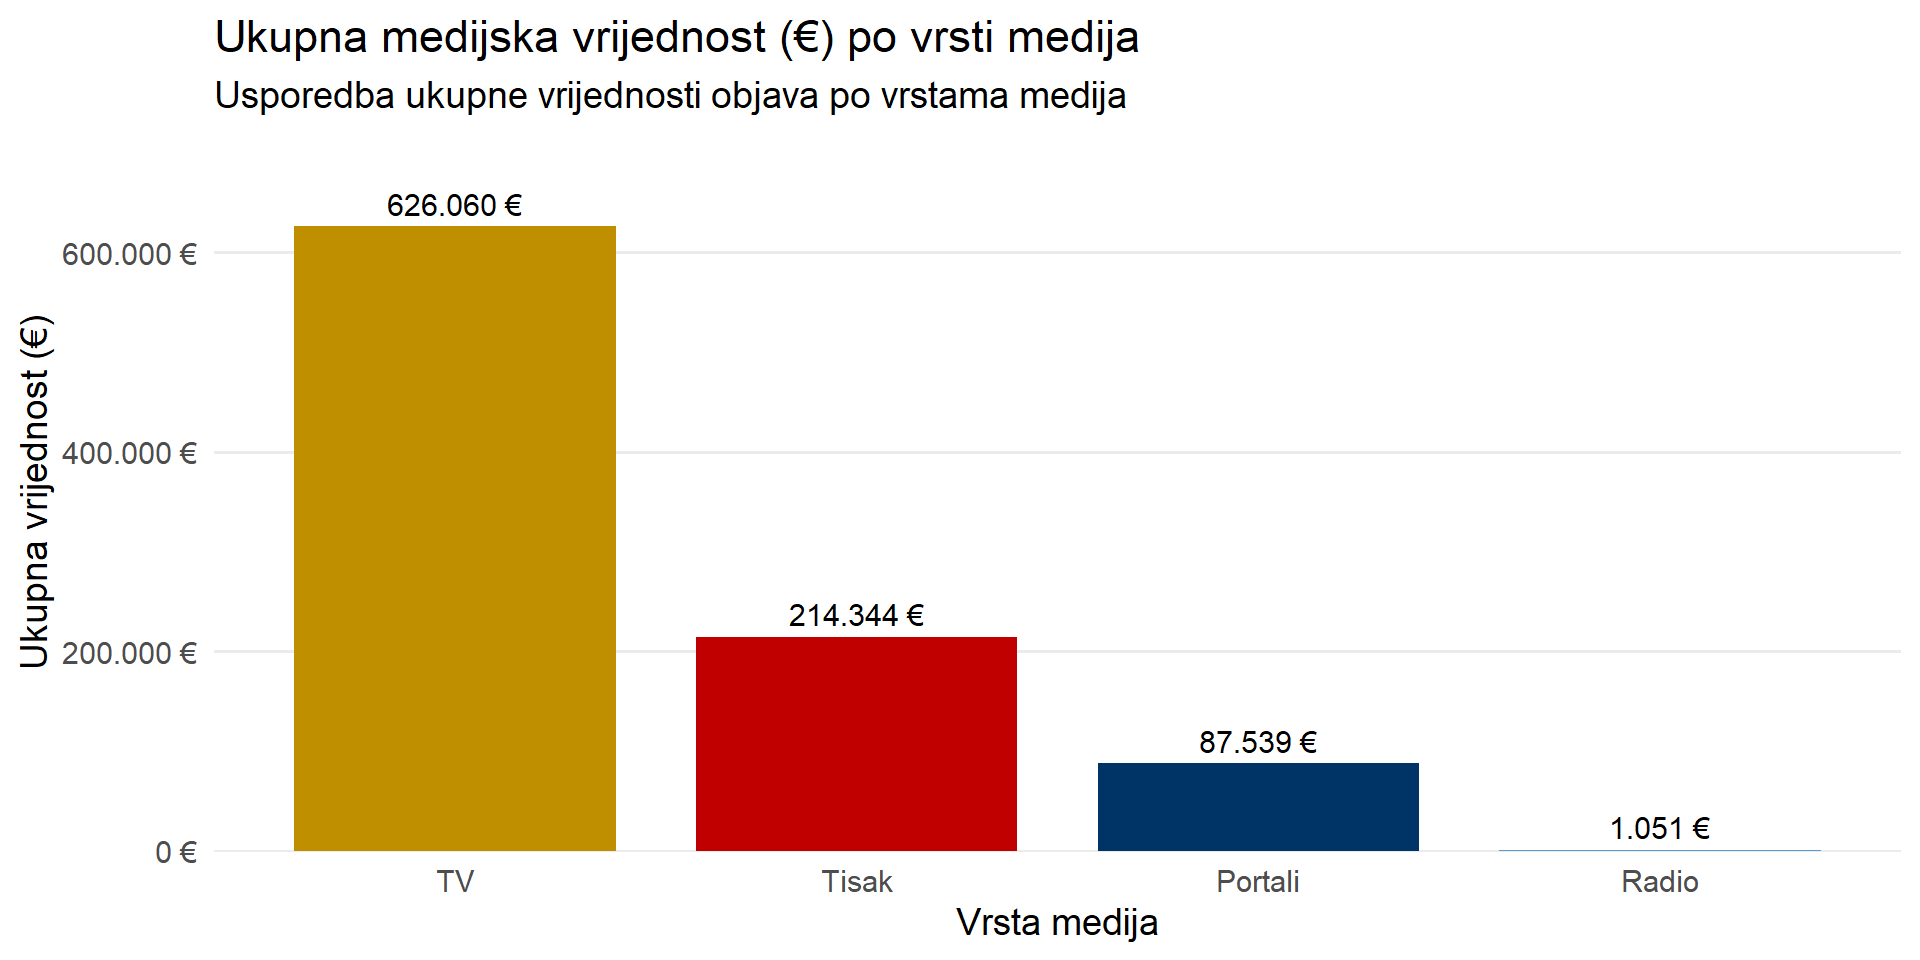 Ukupna medijska vrijednost (€) po vrsti medija
Usporedba ukupne vrijednosti objava po vrstama medija
Ukupna vrijednost (€)
600.000 €
400.000 €
200.000 €
0 €
626.060 €
214.344 €
87.539 €
1.051 €
TV
Tisak
Portali
Radio
Vrsta medija